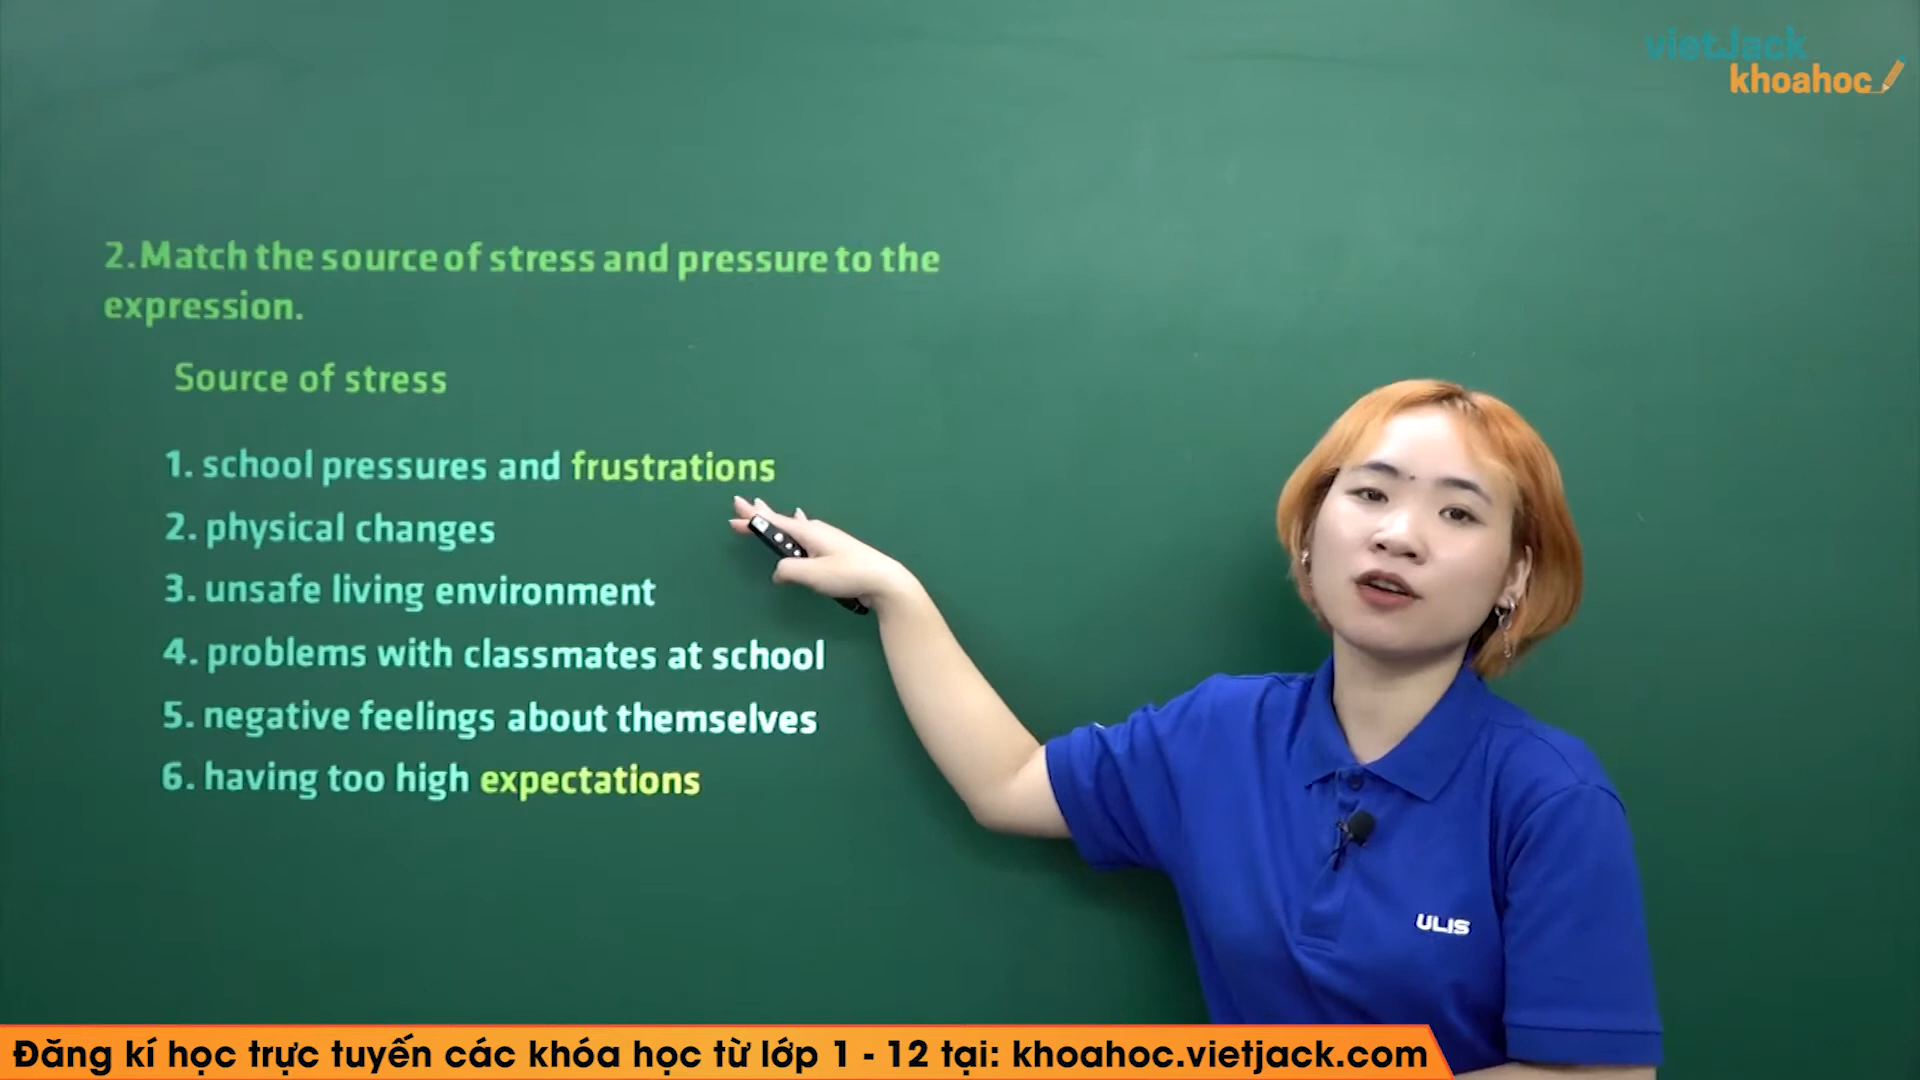 vietJack
khoahoc
2.Match the source of stress and pressure to the
expression.
Source of stress
1. school pressures and frustrations
2. physical changes
3. unsafe living environment
4. problems with classmates at school
5. negative feelings about themselves
6. having too high expectations
ULIS
Đăng kí học trực tuyến các khóa học từ lớp 1 - 12 tại: khoahoc.vietjack.com